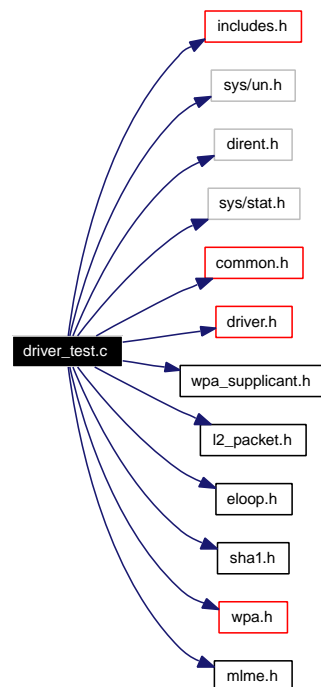 includes.h
sys/un.h
dirent.h
sys/stat.h
common.h
driver_test.c
driver.h
wpa_supplicant.h
l2_packet.h
eloop.h
sha1.h
wpa.h
mlme.h